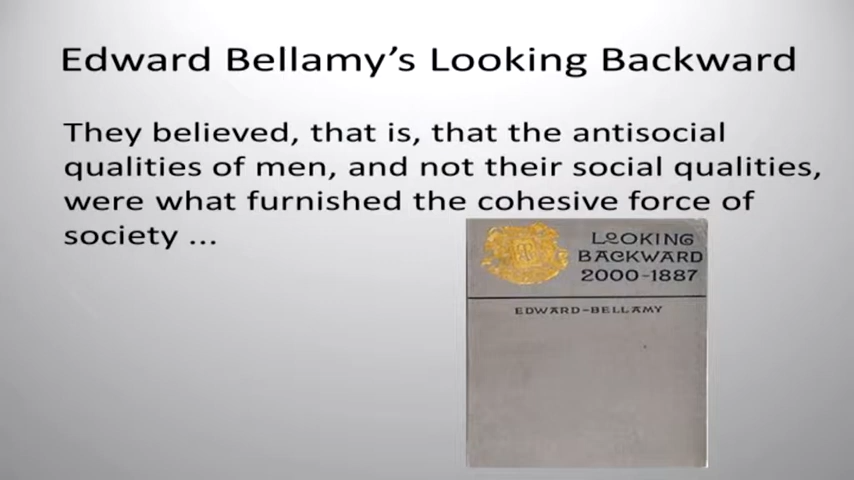 Edward Bellamy’s Looking Backward
They believed, that is, that the antisocial
qualities of men, and not their social qualities,
were what furnished the cohesive force of
society ...
LOOKING
BACKWARD
2000-1887
EDWARD-BELLAMY